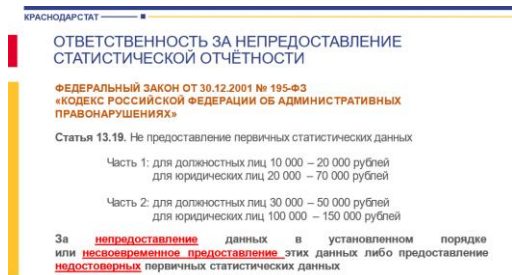 КРАСНОДАРСТАТ
ОТВЕТСТВЕННОСТЬ ЗА НЕПРЕДОСТАВЛЕНИЕ
СТАТИСТИЧЕСКОЙ ОТЧЁТНОСТИ
ФЕДЕРАЛЬНЫЙ ЗАКОН ОТ 30.12.2001 № 195-ФЗ
«КОДЕКС РОССИЙСКОЙ ФЕДЕРАЦИИ ОБ АДМИНИСТРАТИВНЫХ
ПРАВОНАРУШЕНИЯХ»
Статья 13.19. Не предоставление первичных статистических данных
Часть 1: для должностных лиц 10 000 – 20 000 рублей
для юридических лиц 20 000 – 70 000 рублей
Часть 2: для должностных лиц 30 000 – 50 000 рублей
для юридических лиц 100 000 – 150 000 рублей
За непредоставление данных в установленном порядке
или несвоевременное предоставление этих данных либо предоставление
недостоверных первичных статистических данных